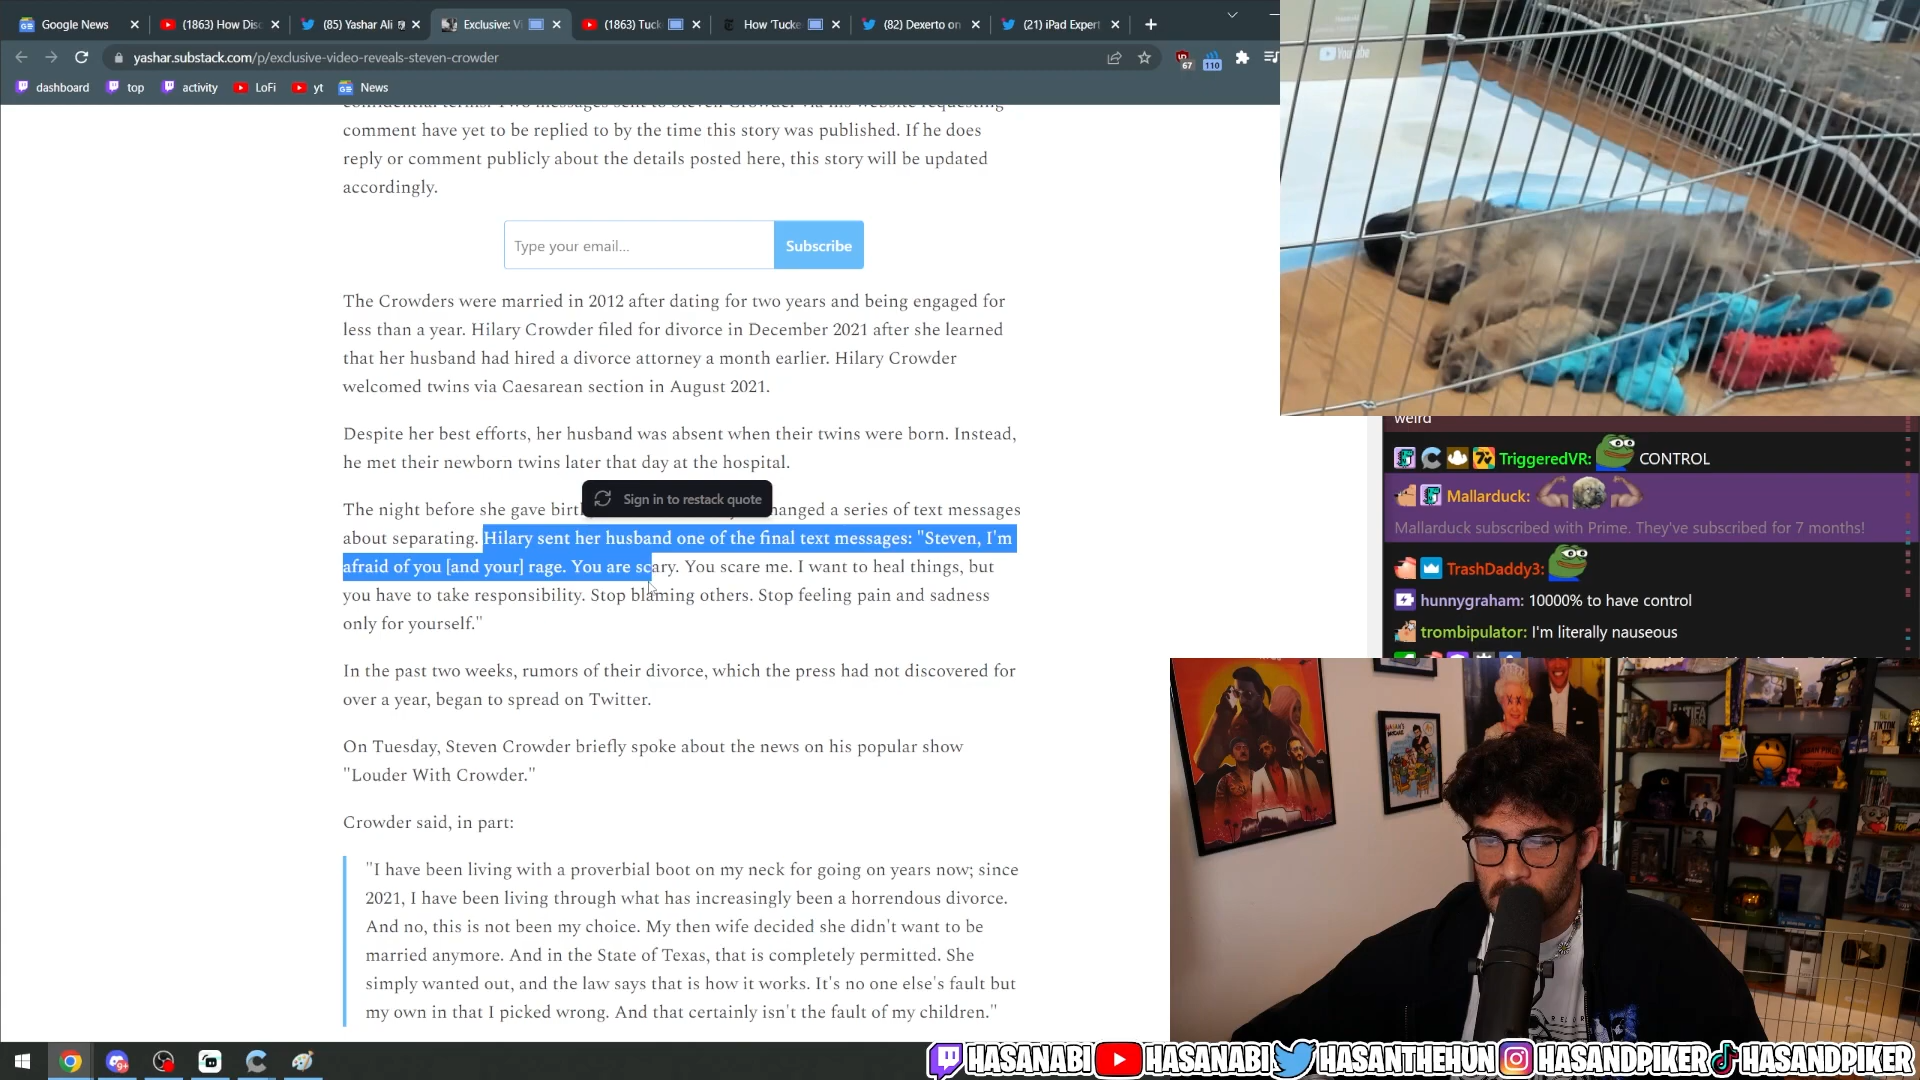 Google News
(1863) How Disc
(85) Yashar Ali
Exclusive: Vi
(1863) Tuck
How 'Tucke
(82) Dexerto on
(21) iPad Expert
yashar.substack.com/p/exclusive-video-reveals-steven-crowder
67
110
dashboard
top
activity
LoFi
yt
News
YouTube
confidential terms. Two messages sent to Steven Crowder via his website requesting
comment have yet to be replied to by the time this story was published. If he does
reply or comment publicly about the details posted here, this story will be updated
accordingly.
Type your email...
Subscribe
The Crowders were married in 2012 after dating for two years and being engaged for
less than a year. Hilary Crowder filed for divorce in December 2021 after she learned
that her husband had hired a divorce attorney a month earlier. Hilary Crowder
welcomed twins via Caesarean section in August 2021.
Despite her best efforts, her husband was absent when their twins were born. Instead,
he met their newborn twins later that day at the hospital.
Sign in to restack quote
The night before she gave birt changed a series of text messages
about separating. Hilary sent her husband one of the final text messages: "Steven, I'm
afraid of you [and your] rage. You are scary. You scare me. I want to heal things, but
you have to take responsibility. Stop blaming others. Stop feeling pain and sadness
only for yourself."
In the past two weeks, rumors of their divorce, which the press had not discovered for
over a year, began to spread on Twitter.
On Tuesday, Steven Crowder briefly spoke about the news on his popular show
"Louder With Crowder."
Crowder said, in part:
"I have been living with a proverbial boot on my neck for going on years now; since
2021, I have been living through what has increasingly been a horrendous divorce.
And no, this is not been my choice. My then wife decided she didn't want to be
married anymore. And in the State of Texas, that is completely permitted. She
simply wanted out, and the law says that is how it works. It's no one else's fault but
my own in that I picked wrong. And that certainly isn't the fault of my children."
weird
TriggeredVR: CONTROL
Mallarduck:
Mallarduck subscribed with Prime. They've subscribed for 7 months!
TrashDaddy3:
hunnygraham: 10000% to have control
trombipulator: I'm literally nauseous
HASANABI HASANABI HASANTHEHUN HASANDPIKER HASANDPIKER